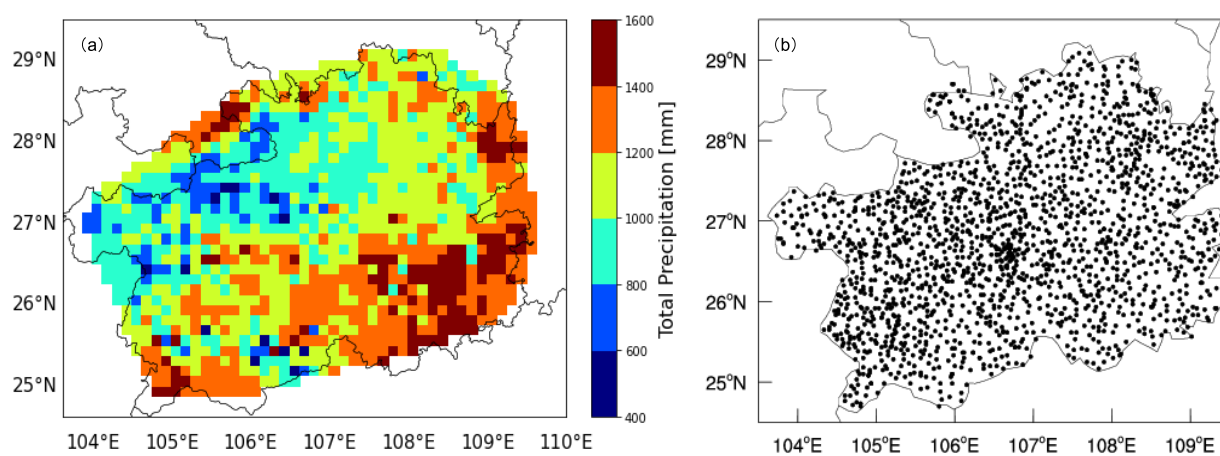 (a)
29°N
28°N
27°N
26°N
25°N
104°E 105°E 106°E 107°E 108°E 109°E 110°E
1600
1400
1200
1000
800
600
400
Total Precipitation [mm]
(b)
29°N
28°N
27°N
26°N
25°N
104°E 105°E 106°E 107°E 108°E 109°E